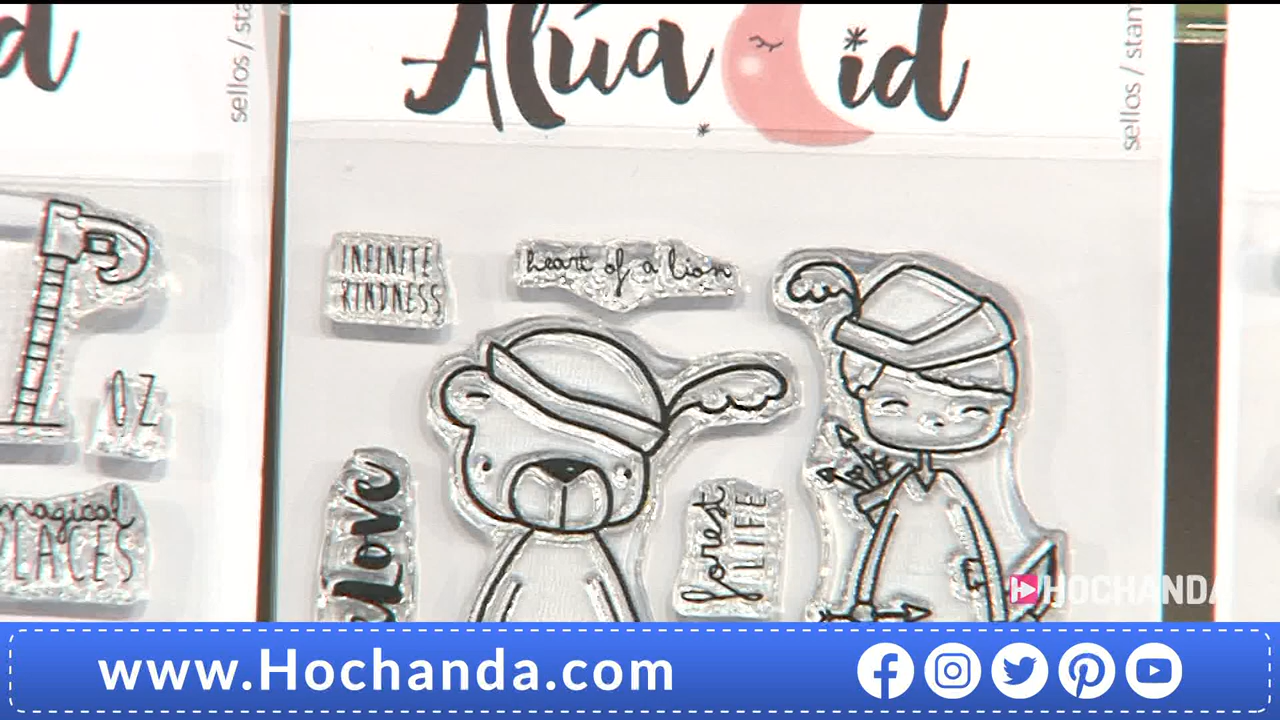 d
sellos / sta
Alúa Cid
sellos / stam
INFINITE
KINDNESS
heart of a lion
OZ
Love
forest
LIFE
magical
PLACES
HOCHANDA
www.Hochanda.com